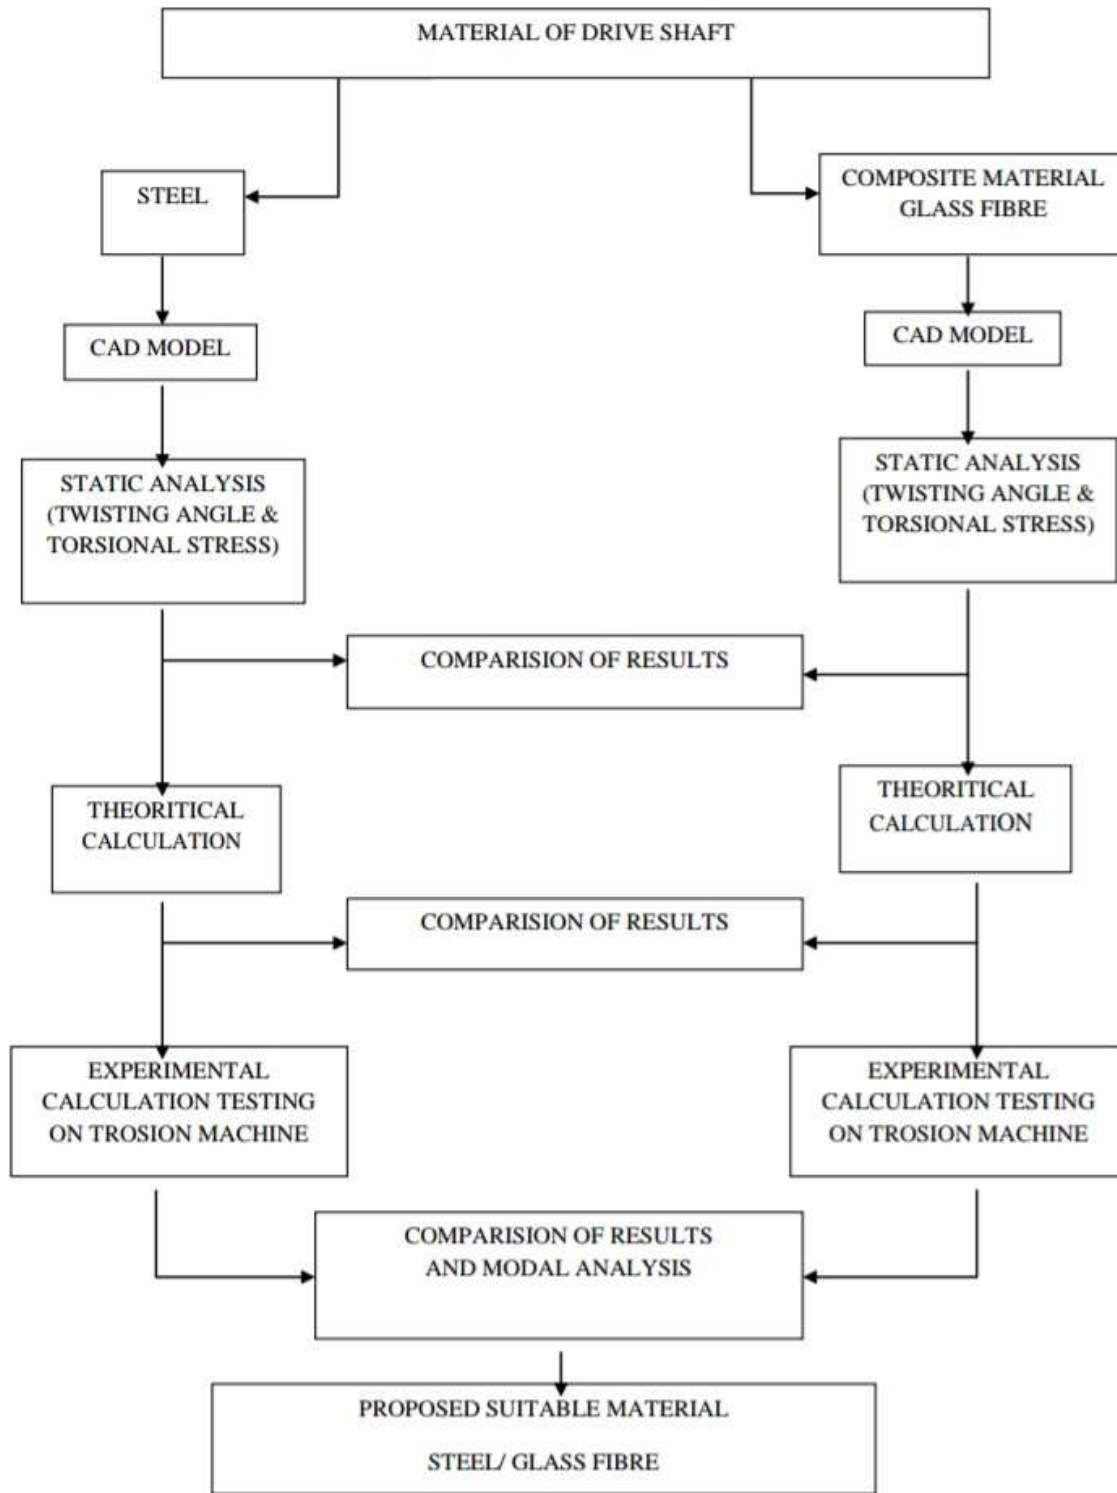 MATERIAL OF DRIVE SHAFT
STEEL
COMPOSITE MATERIAL
GLASS FIBRE
CAD MODEL
CAD MODEL
STATIC ANALYSIS
(TWISTING ANGLE &
TORSIONAL STRESS)
STATIC ANALYSIS
(TWISTING ANGLE &
TORSIONAL STRESS)
COMPARISION OF RESULTS
THEORITICAL
CALCULATION
THEORITICAL
CALCULATION
COMPARISION OF RESULTS
EXPERIMENTAL
CALCULATION TESTING
ON TROSION MACHINE
EXPERIMENTAL
CALCULATION TESTING
ON TROSION MACHINE
COMPARISION OF RESULTS
AND MODAL ANALYSIS
PROPOSED SUITABLE MATERIAL
STEEL/ GLASS FIBRE